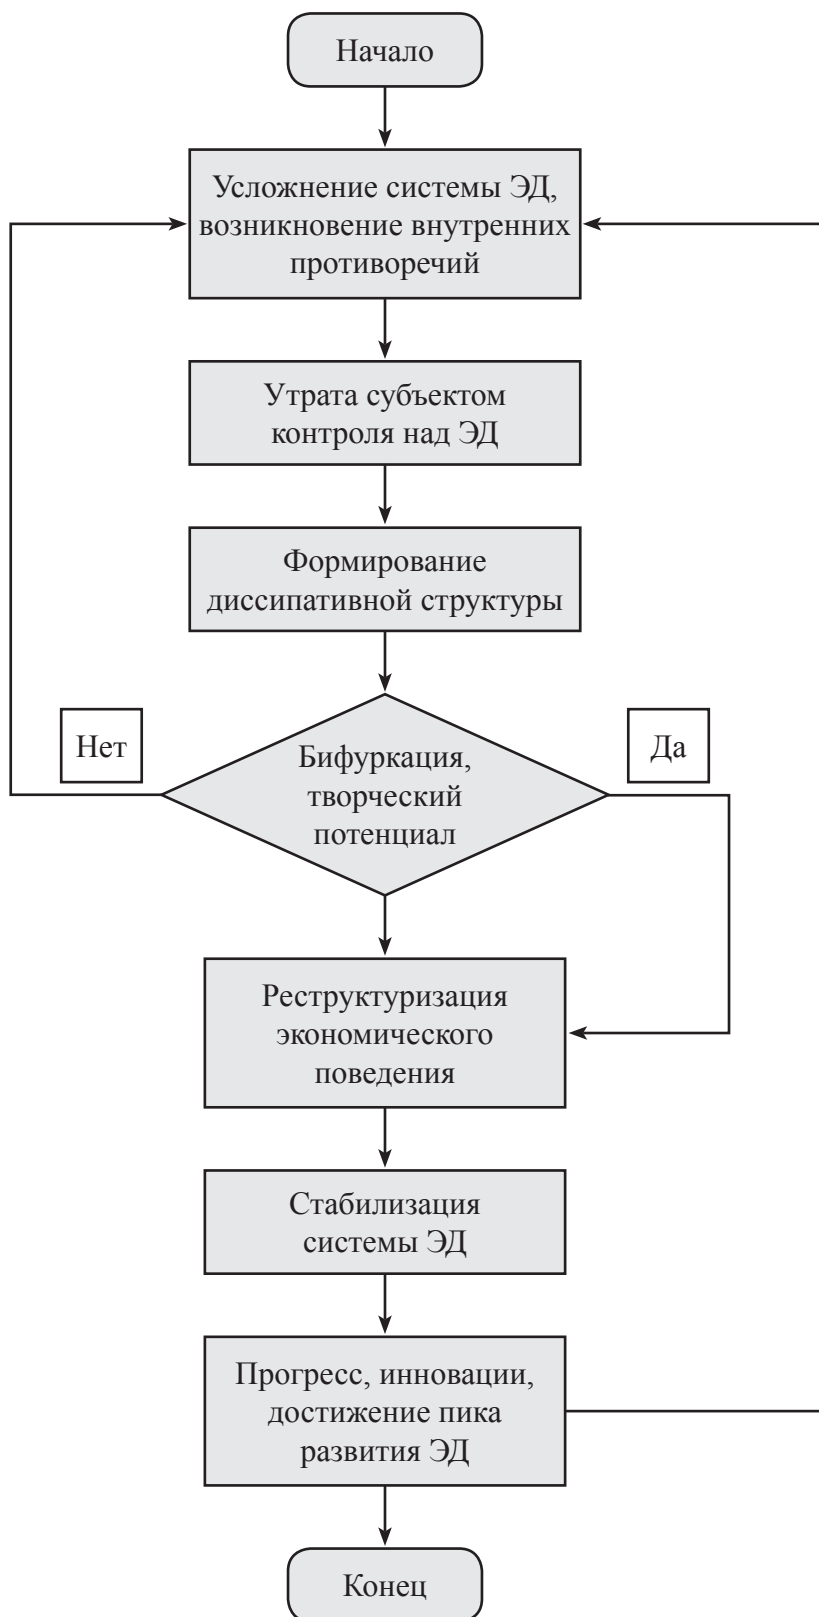 Начало
Усложнение системы ЭД,
возникновение внутренних
противоречий
Утрата субъектом
контроля над ЭД
Формирование
диссипативной структуры
Нет
Да
Бифуркация,
творческий
потенциал
Реструктуризация
экономического
поведения
Стабилизация
системы ЭД
Прогресс, инновации,
достижение пика
развития ЭД
Конец